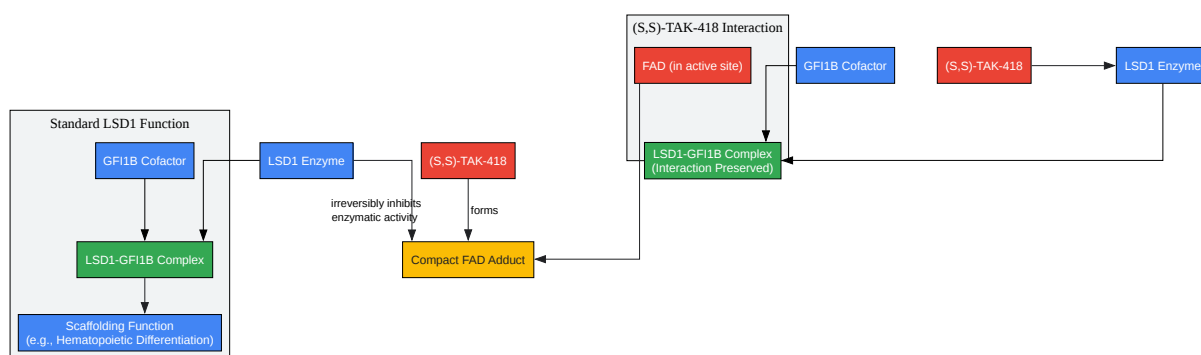 (S,S)-TAK-418 Interaction
FAD (in active site)
GFI1B Cofactor
(S,S)-TAK-418
LSD1 Enzyme
Standard LSD1 Function
GFI1B Cofactor
LSD1 Enzyme
(S,S)-TAK-418
LSD1-GFI1B Complex
(Interaction Preserved)
irreversibly inhibits
enzymatic activity
forms
LSD1-GFI1B Complex
Compact FAD Adduct
Scaffolding Function
(e.g., Hematopoietic Differentiation)